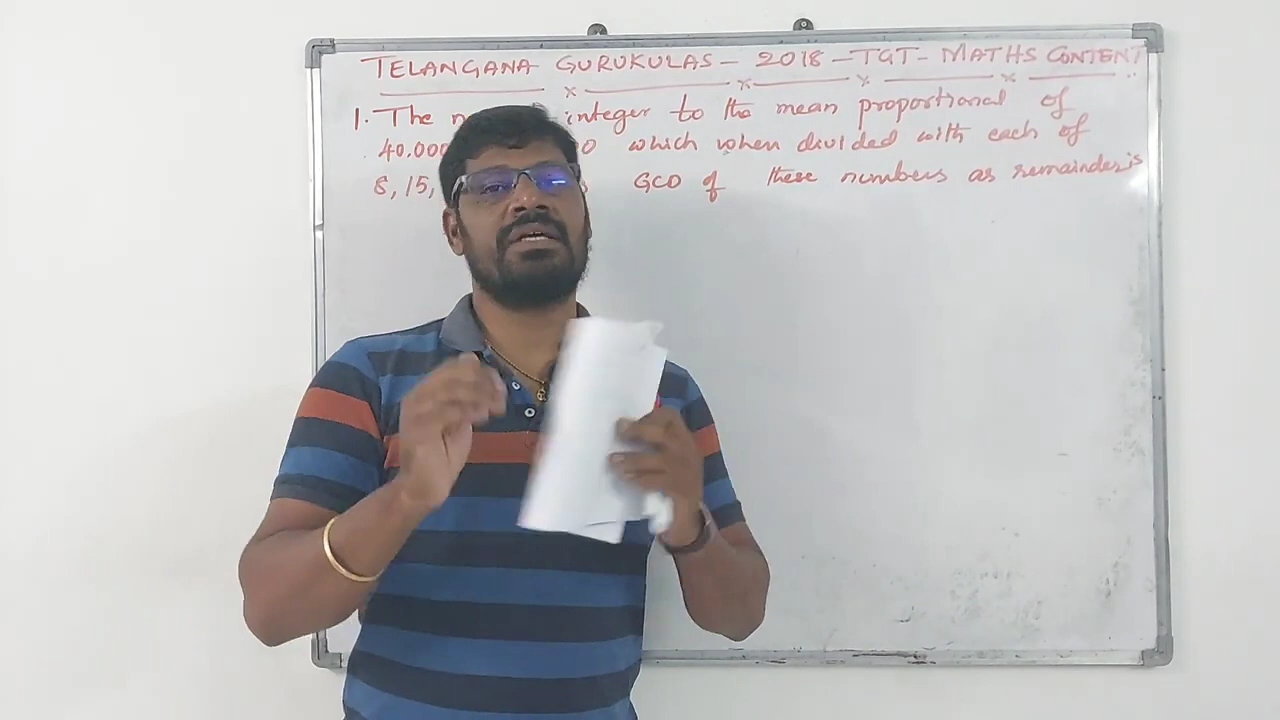 TELANGANA GURUKULAS - 2018 - TGT - MATHS CONTENT
1. The integer to the mean proportional of
40,000 which when divided with each of
8, 15, GCD of these numbers as remainder is